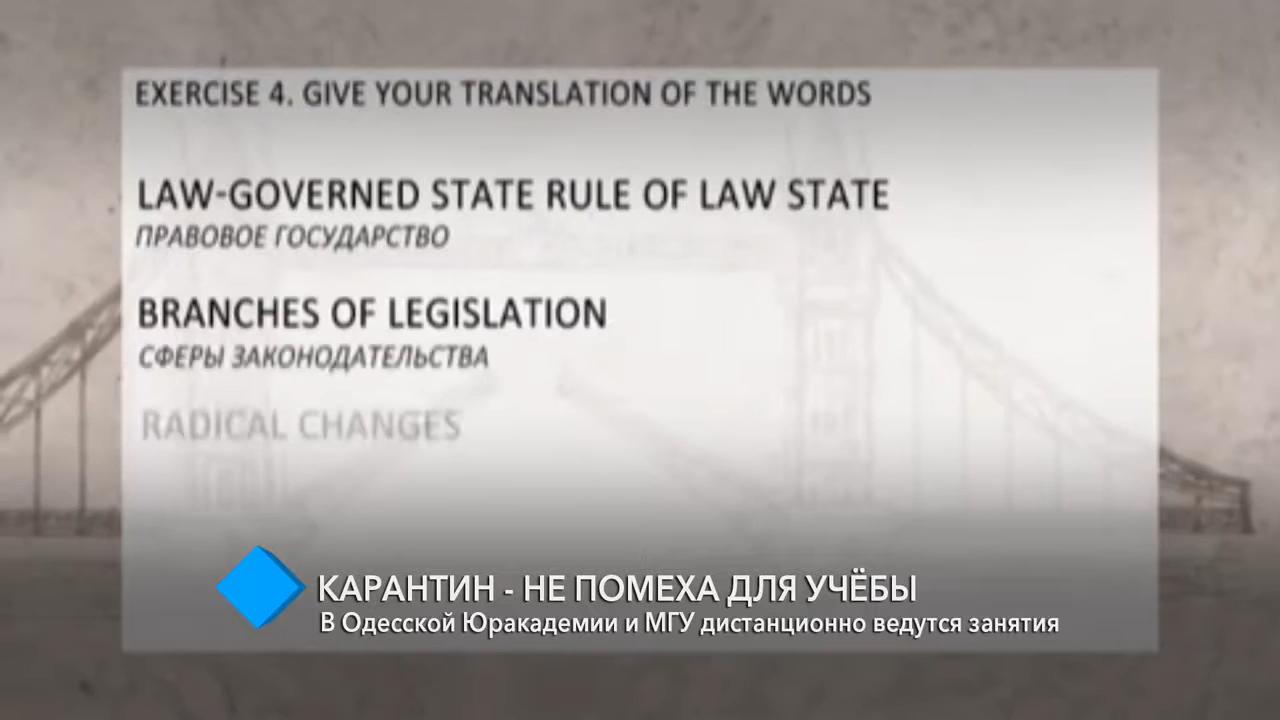 EXERCISE 4. GIVE YOUR TRANSLATION OF THE WORDS
LAW-GOVERNED STATE RULE OF LAW STATE
ПРАВОВОЕ ГОСУДАРСТВО
BRANCHES OF LEGISLATION
СФЕРЫ ЗАКОНОДАТЕЛЬСТВА
RADICAL CHANGES
КАРАНТИН - НЕ ПОМЕХА ДЛЯ УЧЁБЫ
В Одесской Юракадемии и МГУ дистанционно ведутся занятия